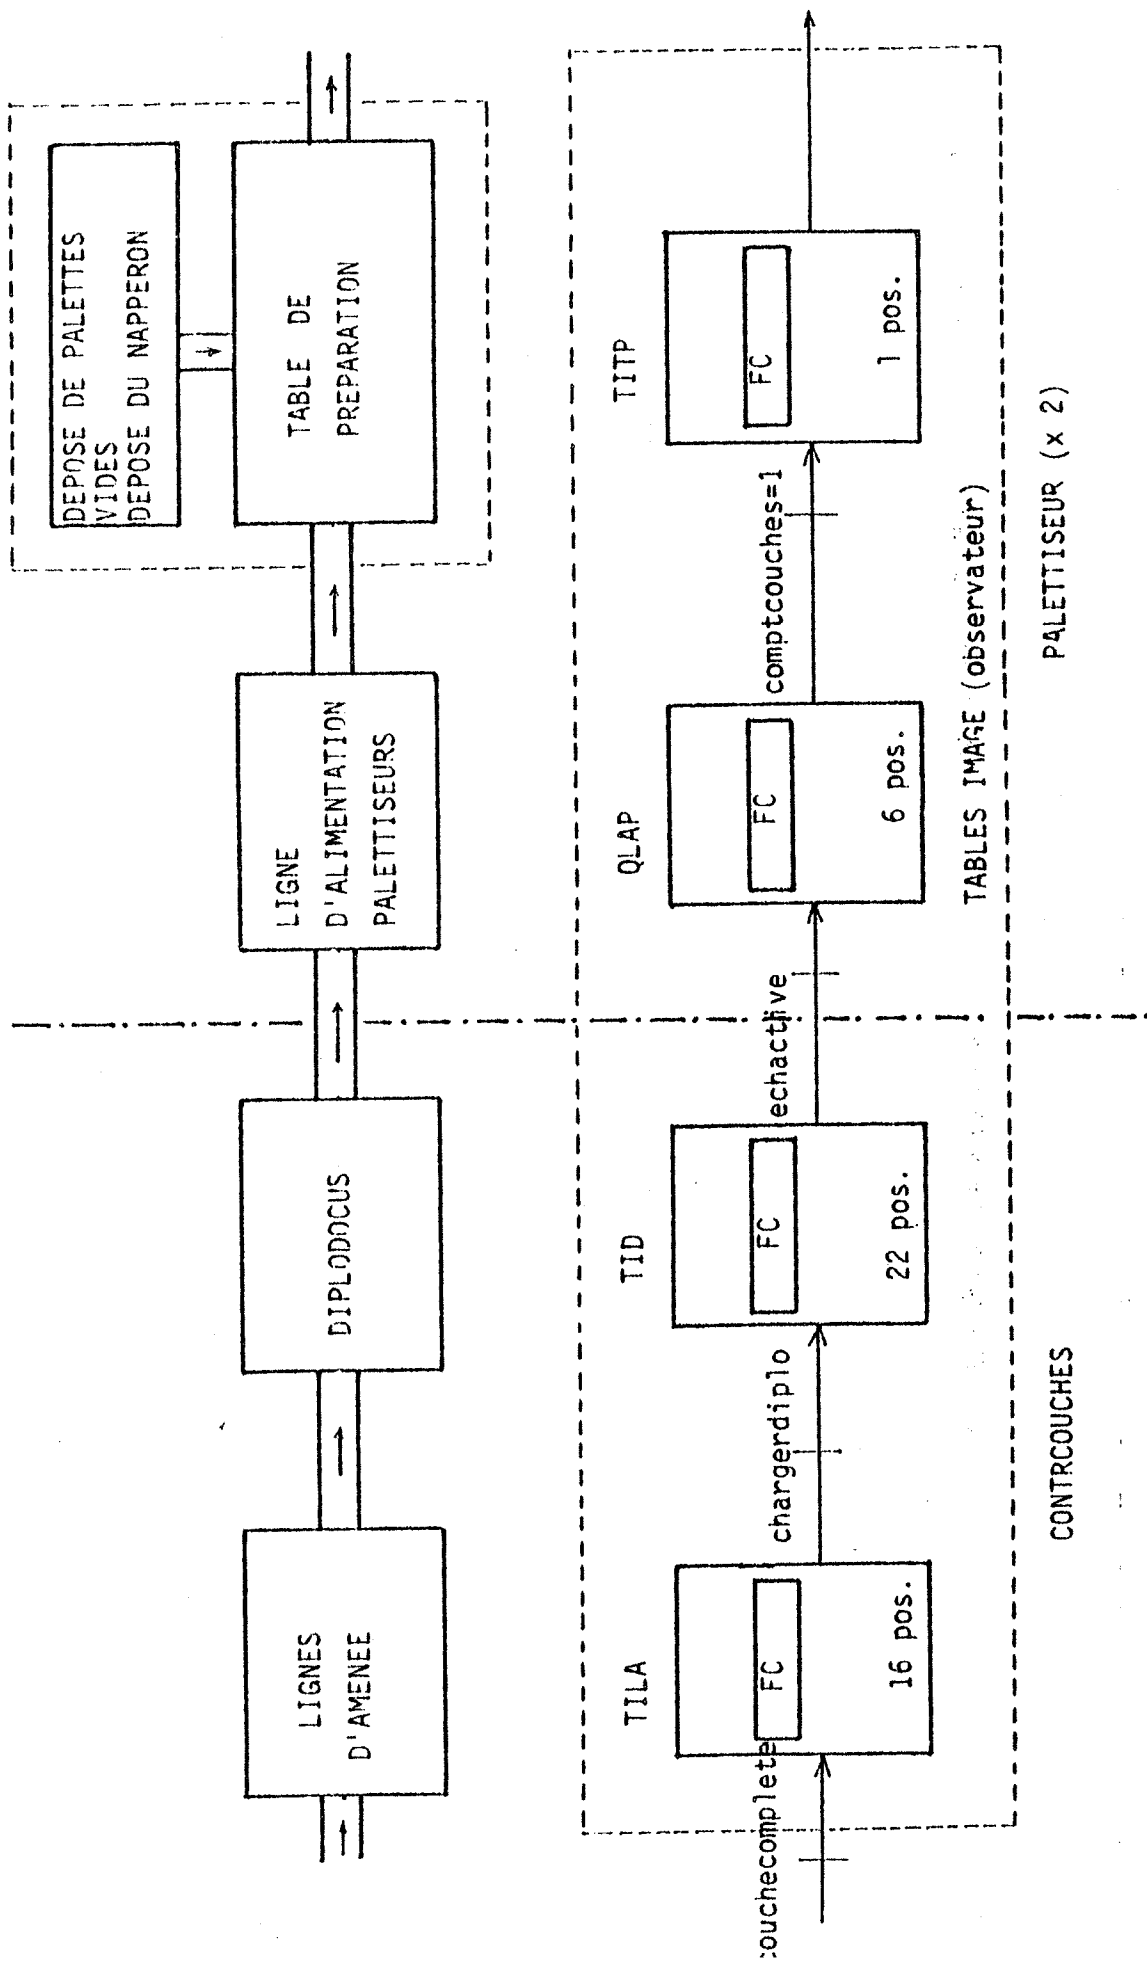 DEPOSE DE PALETTES
VIDES
DEPOSE DU NAPPERON
LIGNES
D'AMENEE
DIPLODOCUS
LIGNE
D'ALIMENTATION
PALETTISEURS
TABLE DE
PREPARATION
TILA
TID
QLAP
TITP
ouchecomplete
FC
16 pos.
chargerdiplo
FC
22 pos.
echactive
FC
6 pos.
comptcouches=1
FC
1 pos.
TABLES IMAGE (observateur)
CONTRCOUCHES
PALETTISEUR (x 2)